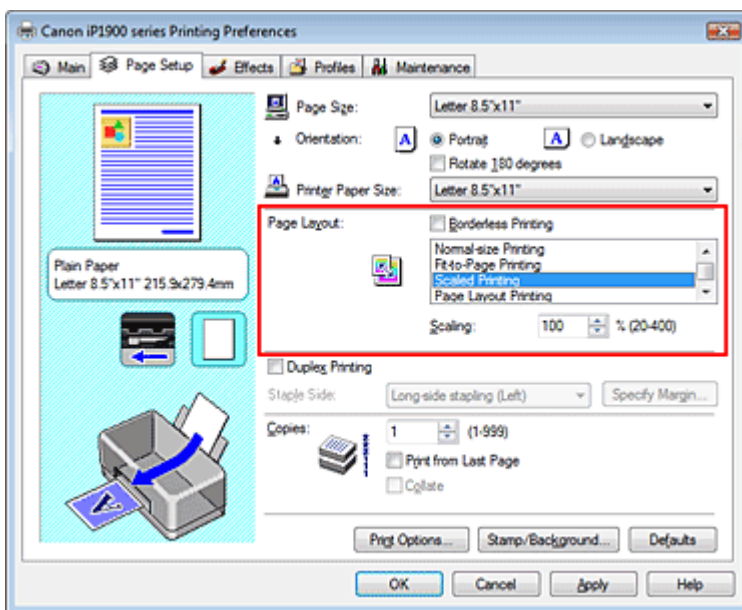 Canon iP1900 series Printing Preferences
Main Page Setup Effects Profiles Maintenance
Page Size: Letter 8.5"x11"
Orientation: A Portrait A Landscape
Rotate 180 degrees
Printer Paper Size: Letter 8.5"x11"
Page Layout: Borderless Printing
Normal-size Printing
Fit-to-Page Printing
Scaled Printing
Page Layout Printing
Scaling: 100 % (20-400)
Plain Paper
Letter 8.5"x11" 215.9x279.4mm
Duplex Printing
Staple Side: Long-side stapling (Left) Specify Margin...
Copies: 1 (1-999)
Print from Last Page
Collate
A
Print Options... Stamp/Background... Defaults
OK Cancel Apply Help